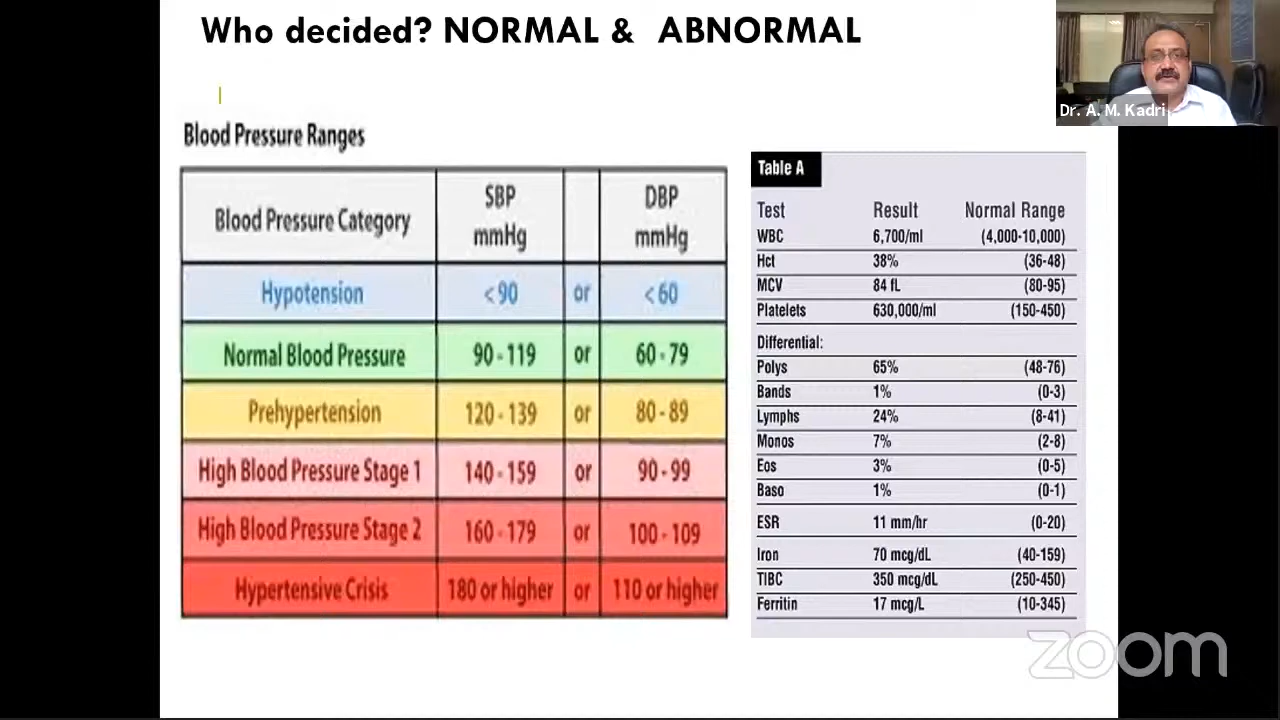 Who decided? NORMAL & ABNORMAL
Dr. A. M. Kadri
Blood Pressure Ranges
Blood Pressure Category SBP mmHg DBP mmHg
Hypotension <90 or <60
Normal Blood Pressure 90-119 or 60-79
Prehypertension 120-139 or 80-89
High Blood Pressure Stage 1 140-159 or 90-99
High Blood Pressure Stage 2 160-179 or 100-109
Hypertensive Crisis 180 or higher or 110 or higher
Table A
Test Result Normal Range
WBC 6,700/ml (4,000-10,000)
Hct 38% (36-48)
MCV 84 fL (80-95)
Platelets 630,000/ml (150-450)
Differential:
Polys 65% (48-76)
Bands 1% (0-3)
Lymphs 24% (8-41)
Monos 7% (2-8)
Eos 3% (0-5)
Baso 1% (0-1)
ESR 11 mm/hr (0-20)
Iron 70 mcg/dL (40-159)
TIBC 350 mcg/dL (250-450)
Ferritin 17 mcg/L (10-345)
zoom